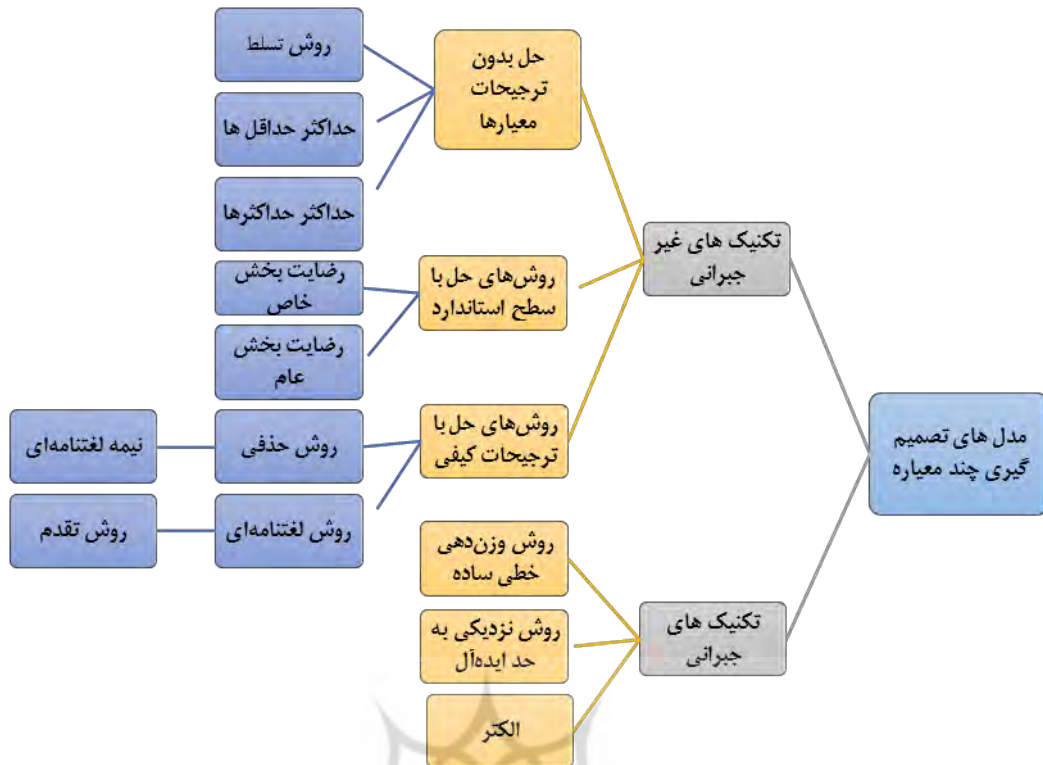 مدل های تصمیم
گیری چند معیاره
تکنیک های غیر
جبرانی
حل بدون
ترجیحات
معیارها
روش تسلط
حداکثر حداقل ها
حداکثر حداکثرها
روش‌های حل با
سطح استاندارد
رضایت بخش
خاص
رضایت بخش
عام
روش‌های حل با
ترجیحات کیفی
روش حذفی
نیمه لغتنامه‌ای
روش لغتنامه‌ای
روش تقدم
تکنیک های
جبرانی
روش وزن‌دهی
خطی ساده
روش نزدیکی به
حد ایده‌آل
الکتر